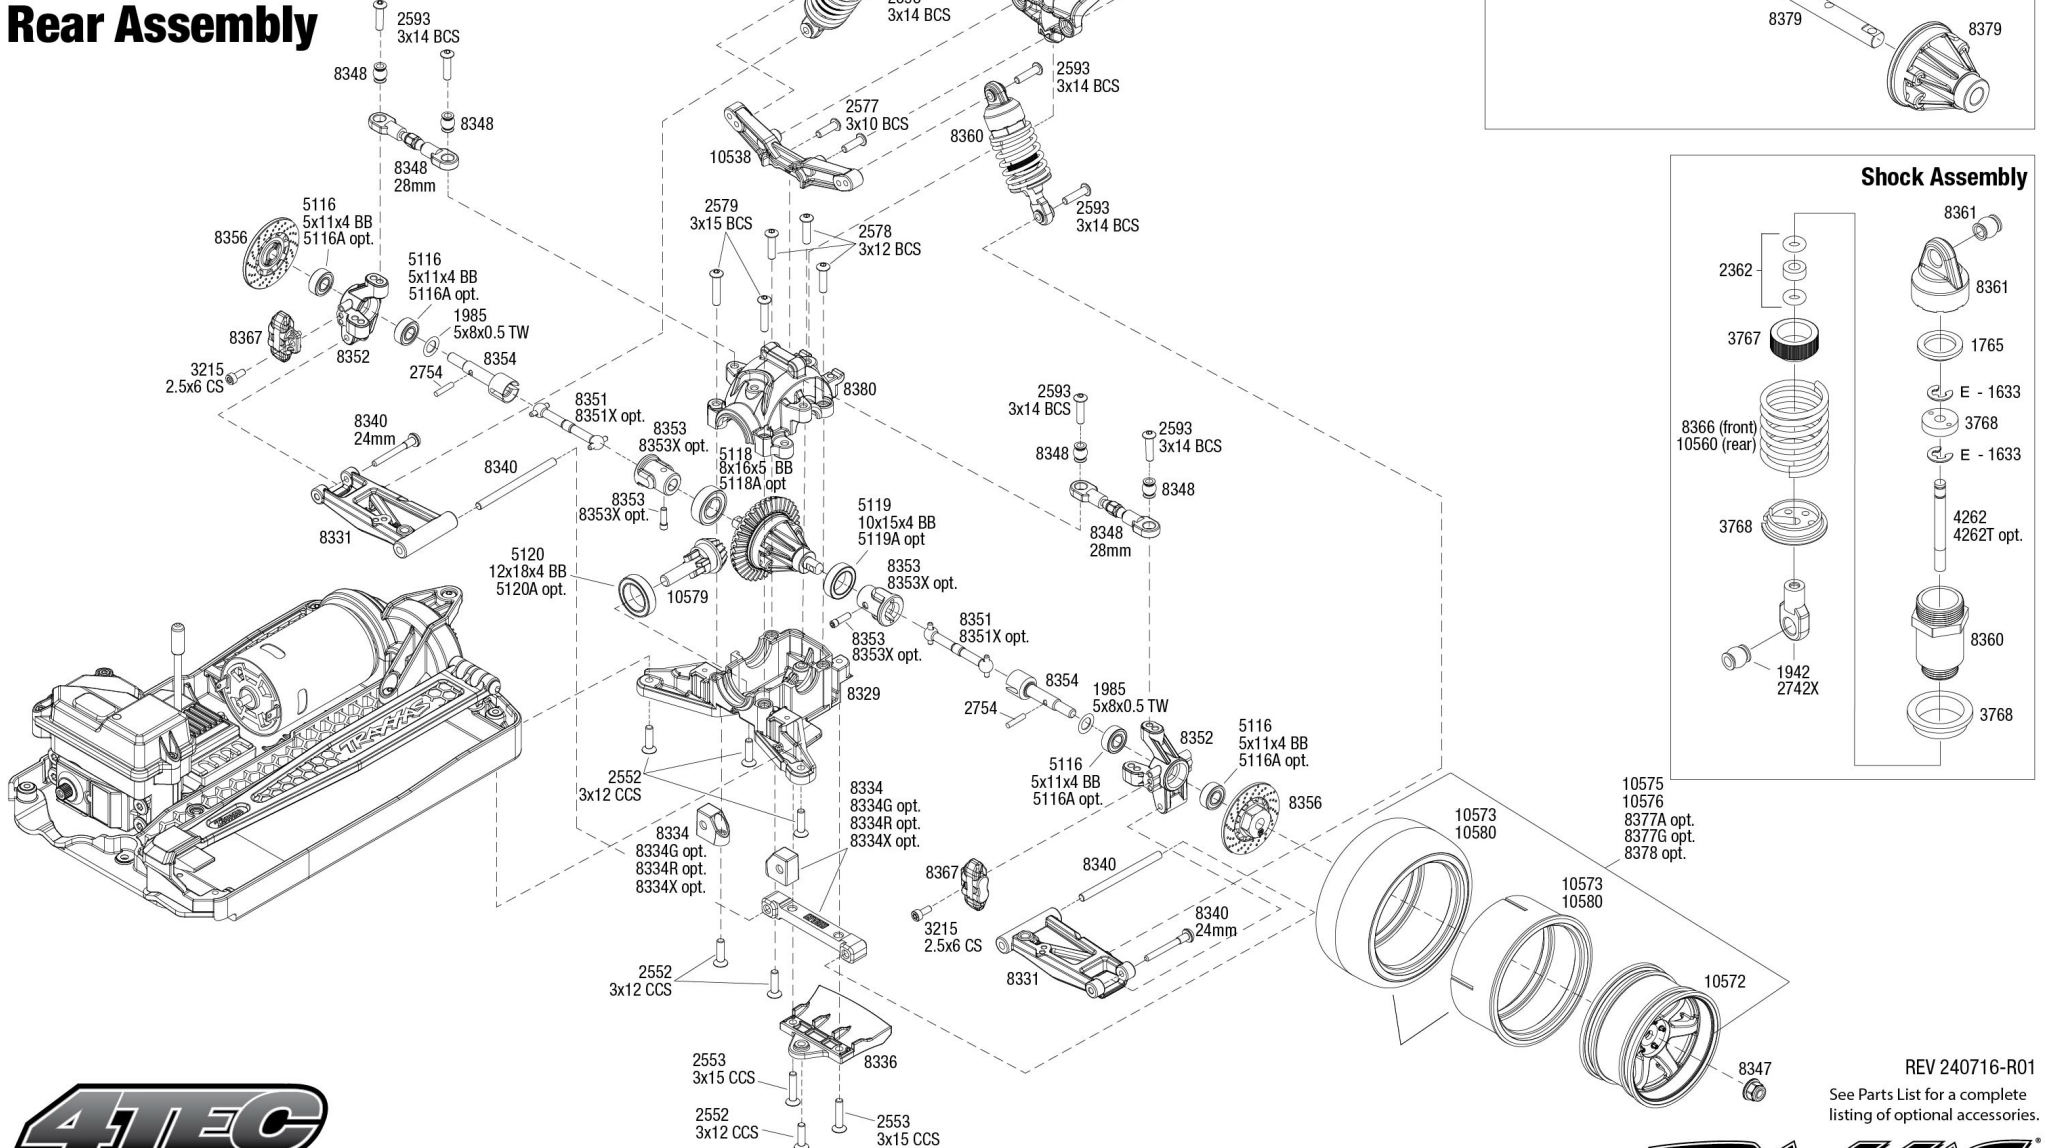 Rear Assembly
2593
3x14 BCS
8348
8348
8348
28mm
3x14 BCS
2593
3x14 BCS
2577
3x10 BCS
10538
8360
2593
3x14 BCS
8379
8379
5116
5x11x4 BB
5116A opt.
8356
5116
5x11x4 BB
5116A opt.
1985
5x8x0.5 TW
8367
8352
8354
2754
3215
2.5x6 CS
2579
3x15 BCS
2578
3x12 BCS
8351
8351X opt.
8380
8340
24mm
8353
8353X opt.
8340
5118
8x16x5 BB
5118A opt
8353
8353X opt.
8331
5119
10x15x4 BB
5119A opt
5120
12x18x4 BB
5120A opt.
10579
8353
8353X opt.
8353
8353X opt.
8351
8351X opt.
2593
3x14 BCS
8348
2593
3x14 BCS
8348
8348
28mm
8329
8354
2754
1985
5x8x0.5 TW
8352
5116
5x11x4 BB
5116A opt.
5116
5x11x4 BB
5116A opt.
8356
TRAXXAS
2552
3x12 CCS
8334
8334G opt.
8334R opt.
8334X opt.
8334
8334G opt.
8334R opt.
8334X opt.
8367
3215
2.5x6 CS
8340
8340
24mm
8331
2552
3x12 CCS
8336
2553
3x15 CCS
2552
3x12 CCS
2553
3x15 CCS
10573
10580
10573
10580
10575
10576
8377A opt.
8377G opt.
8378 opt.
10572
8347
Shock Assembly
8361
2362
8361
3767
1765
E - 1633
3768
8366 (front)
10560 (rear)
E - 1633
3768
4262
4262T opt.
8360
1942
2742X
3768
REV 240716-R01
See Parts List for a complete
listing of optional accessories.
4TEC